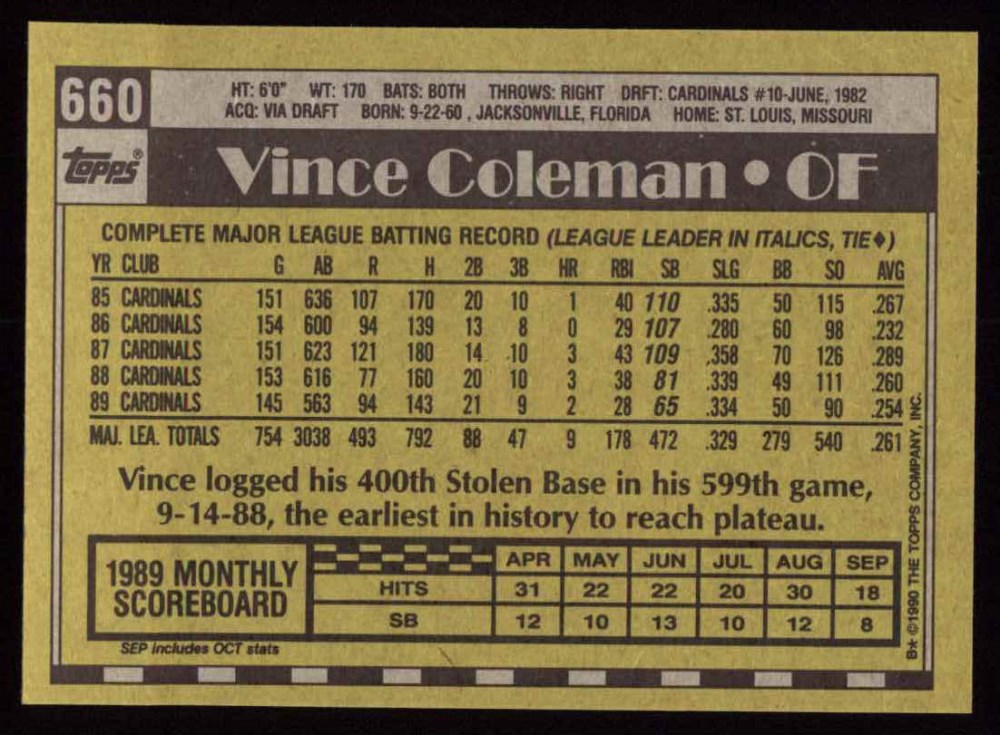 660
HT: 6'0" WT: 170 BATS: BOTH THROWS: RIGHT DRFT: CARDINALS #10-JUNE, 1982
ACQ: VIA DRAFT BORN: 9-22-60 , JACKSONVILLE, FLORIDA HOME: ST. LOUIS, MISSOURI
Topps®
Vince Coleman • OF
COMPLETE MAJOR LEAGUE BATTING RECORD (LEAGUE LEADER IN ITALICS, TIE♦)
YR CLUB G AB R H 2B 3B HR RBI SB SLG BB SO AVG
85 CARDINALS 151 636 107 170 20 10 1 40 110 .335 50 115 .267
86 CARDINALS 154 600 94 139 13 8 0 29 107 .280 60 98 .232
87 CARDINALS 151 623 121 180 14 10 3 43 109 .358 70 126 .289
88 CARDINALS 153 616 77 160 20 10 3 38 81 .339 49 111 .260
89 CARDINALS 145 563 94 143 21 9 2 28 65 .334 50 90 .254
MAJ. LEA. TOTALS 754 3038 493 792 88 47 9 178 472 .329 279 540 .261
Vince logged his 400th Stolen Base in his 599th game,
9-14-88, the earliest in history to reach plateau.
1989 MONTHLY
SCOREBOARD
APR MAY JUN JUL AUG SEP
HITS 31 22 22 20 30 18
SB 12 10 13 10 12 8
SEP includes OCT stats
B* ©1990 THE TOPPS COMPANY, INC.